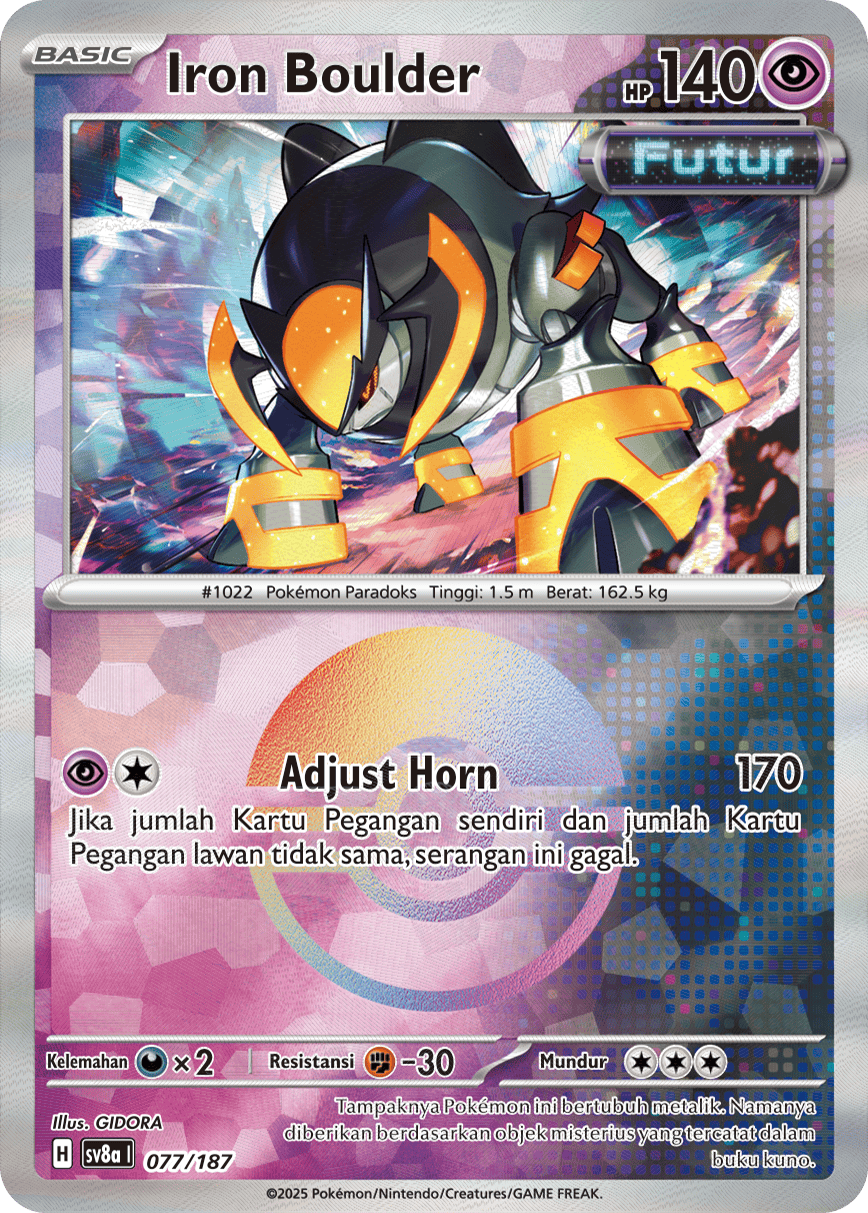 BASIC
Iron Boulder
HP 140
Futur
#1022 Pokémon Paradoks Tinggi: 1.5 m Berat: 162.5 kg
Adjust Horn 170
Jika jumlah Kartu Pegangan sendiri dan jumlah Kartu
Pegangan lawan tidak sama, serangan ini gagal.
Kelemahan ×2 Resistansi −30 Mundur
Illus. GIDORA
Tampaknya Pokémon ini bertubuh metalik. Namanya
diberikan berdasarkan objek misterius yang tercatat dalam
buku kuno.
H sv8a I 077/187
©2025 Pokémon/Nintendo/Creatures/GAME FREAK.